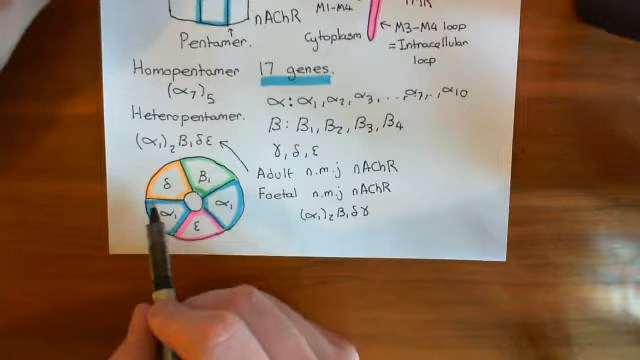 nAChR
M1-M4
Pentamer.
Cytoplasm
M3-M4 loop
= Intracellular
loop
Homopentamer
17 genes.
(α7)5
α: α1, α2, α3, ... α7, .., α10
Heteropentamer.
β: β1, β2, β3, β4
(α1)2 β1 δ ε
γ, δ, ε
Adult n.m.j nAChR
Foetal n.m.j nAChR
(α1)2 β1 δ γ
δ
β1
α1
α1
ε